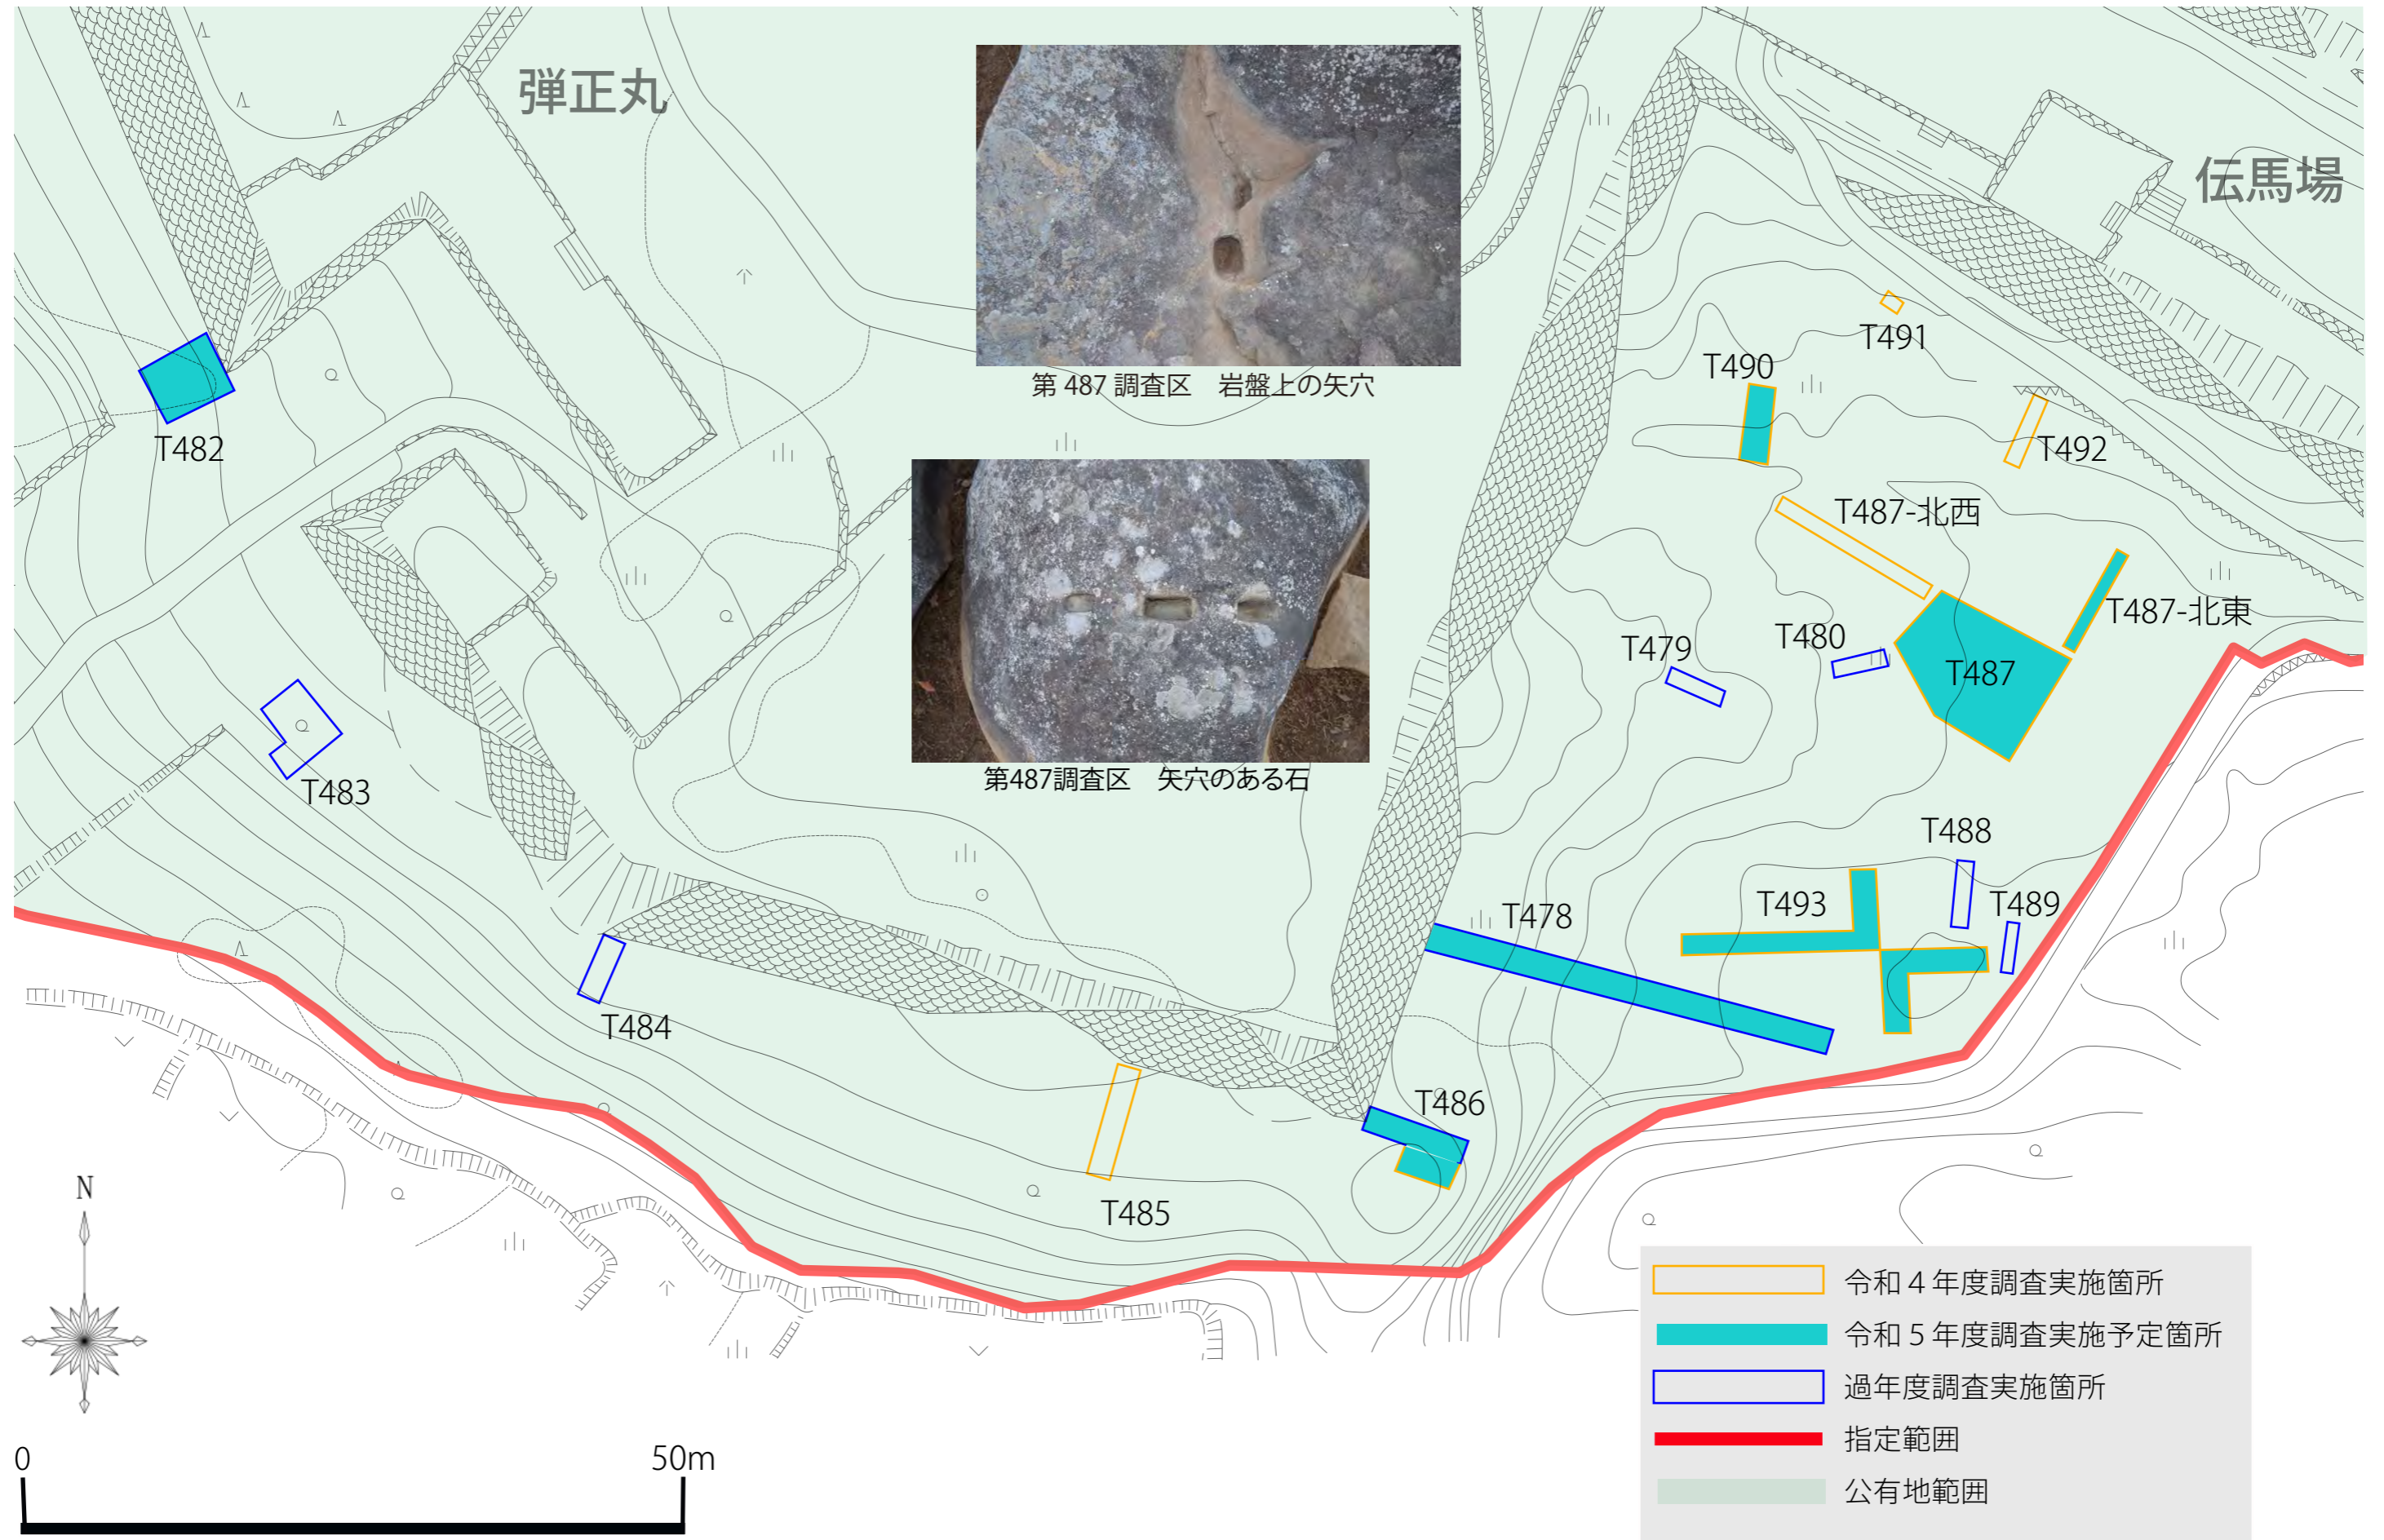 弾正丸
伝馬場
第 487 調査区　岩盤上の矢穴
T491
T490
T482
T492
T487-北西
T487-北東
T479
T480
T487
第487調査区　矢穴のある石
T483
T488
T493
T489
T478
T484
T486
T485
N
令和４年度調査実施箇所
令和５年度調査実施予定箇所
過年度調査実施箇所
指定範囲
公有地範囲
0
50m